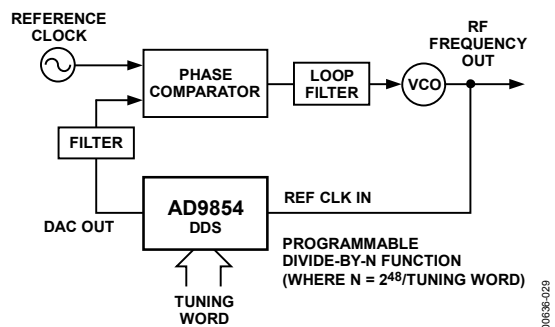 REFERENCE
CLOCK
PHASE
COMPARATOR
LOOP
FILTER
VCO
RF
FREQUENCY
OUT
FILTER
DAC OUT
AD9854
DDS
REF CLK IN
PROGRAMMABLE
DIVIDE-BY-N FUNCTION
(WHERE N = 2⁴⁸/TUNING WORD)
TUNING
WORD
00636-029